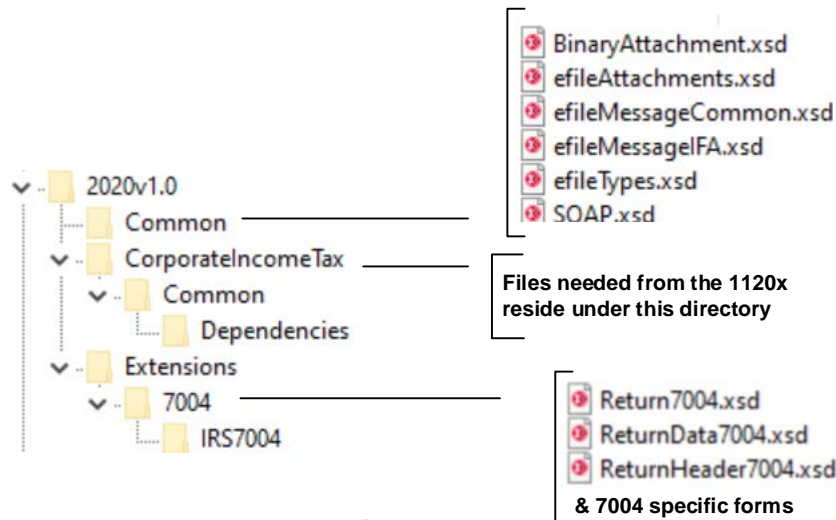 BinaryAttachment.xsd
efileAttachments.xsd
efileMessageCommon.xsd
efileMessageIFA.xsd
efileTypes.xsd
SOAP.xsd
2020v1.0
Common
CorporateIncomeTax
Common
Dependencies
Files needed from the 1120x
reside under this directory
Extensions
7004
IRS7004
Return7004.xsd
ReturnData7004.xsd
ReturnHeader7004.xsd
& 7004 specific forms